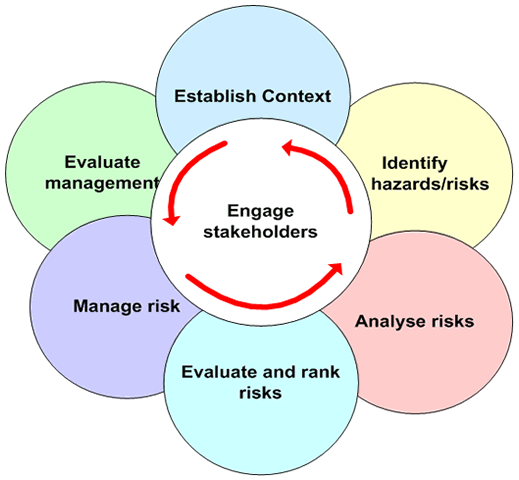 Establish Context
Identify
hazards/risks
Analyse risks
Evaluate and rank
risks
Manage risk
Evaluate
management
Engage
stakeholders